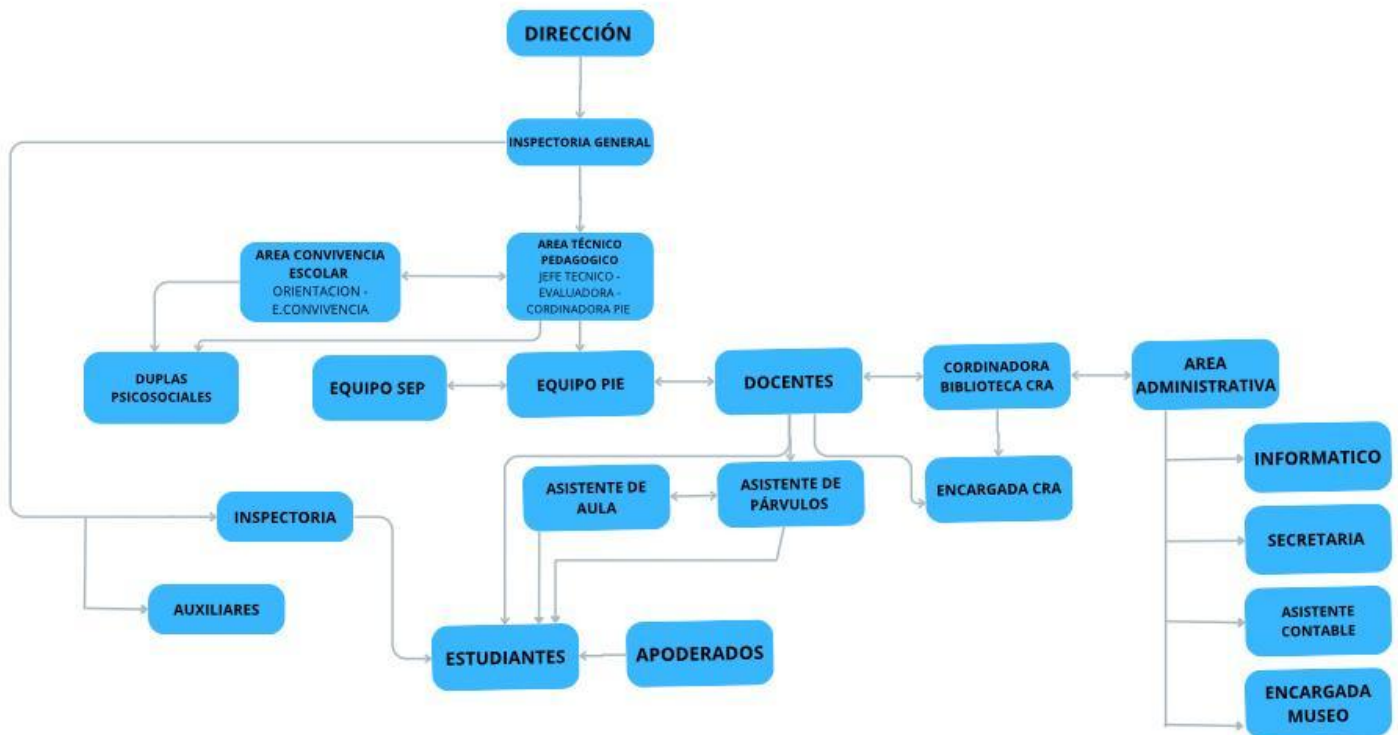 DIRECCIÓN
INSPECTORIA GENERAL
AREA CONVIVENCIA
ESCOLAR
ORIENTACION -
E.CONVIVENCIA
AREA TÉCNICO
PEDAGOGICO
JEFE TECNICO -
EVALUADORA -
CORDINADORA PIE
DUPLAS
PSICOSOCIALES
EQUIPO SEP
EQUIPO PIE
DOCENTES
CORDINADORA
BIBLIOTECA CRA
AREA
ADMINISTRATIVA
INFORMATICO
ASISTENTE DE
AULA
ASISTENTE DE
PÁRVULOS
ENCARGADA CRA
INSPECTORIA
SECRETARIA
AUXILIARES
ASISTENTE
CONTABLE
ESTUDIANTES
APODERADOS
ENCARGADA
MUSEO